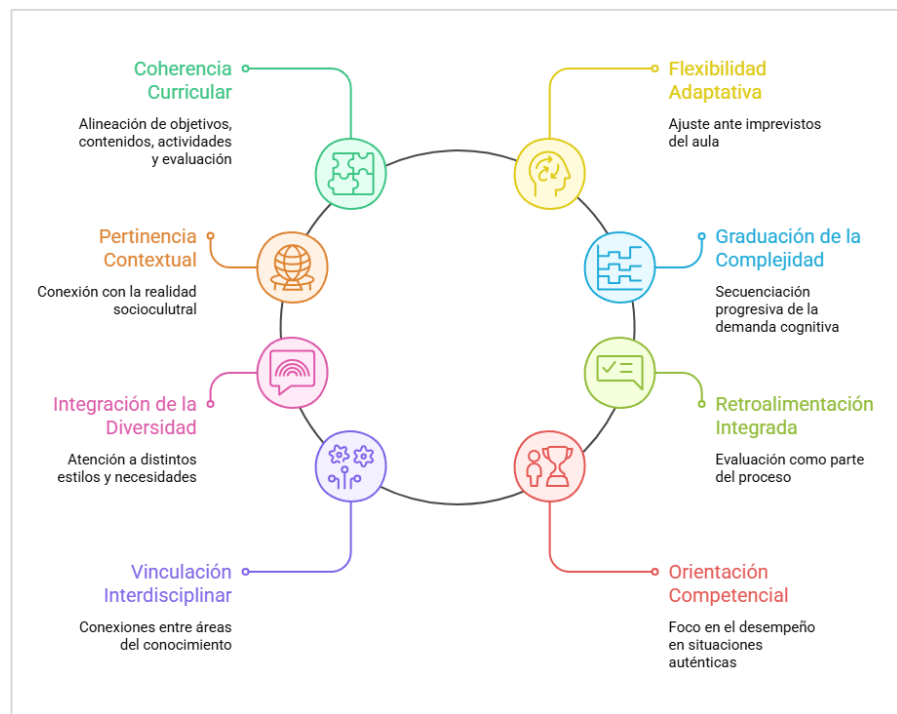 Coherencia
Curricular
Alineación de objetivos,
contenidos, actividades
y evaluación
Pertinencia
Contextual
Conexión con la realidad
socioculutral
Integración de la
Diversidad
Atención a distintos
estilos y necesidades
Vinculación
Interdisciplinar
Conexiones entre áreas
del conocimiento
Flexibilidad
Adaptativa
Ajuste ante imprevistos
del aula
Graduación de la
Complejidad
Secuenciación
progresiva de la
demanda cognitiva
Retroalimentación
Integrada
Evaluación como parte
del proceso
Orientación
Competencial
Foco en el desempeño
en situaciones
auténticas